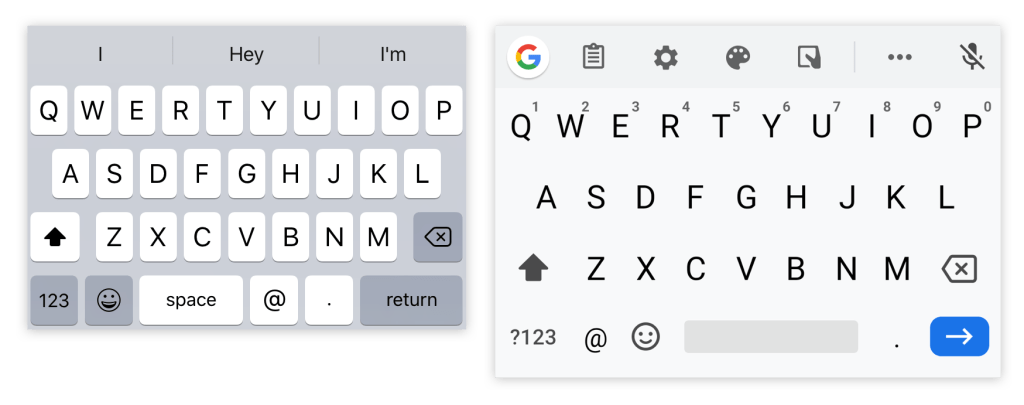 I Hey I'm
Q W E R T Y U I O P
A S D F G H J K L
Z X C V B N M
123 space @ . return
G
1 2 3 4 5 6 7 8 9 0
Q W E R T Y U I O P
A S D F G H J K L
Z X C V B N M
?123 @ .